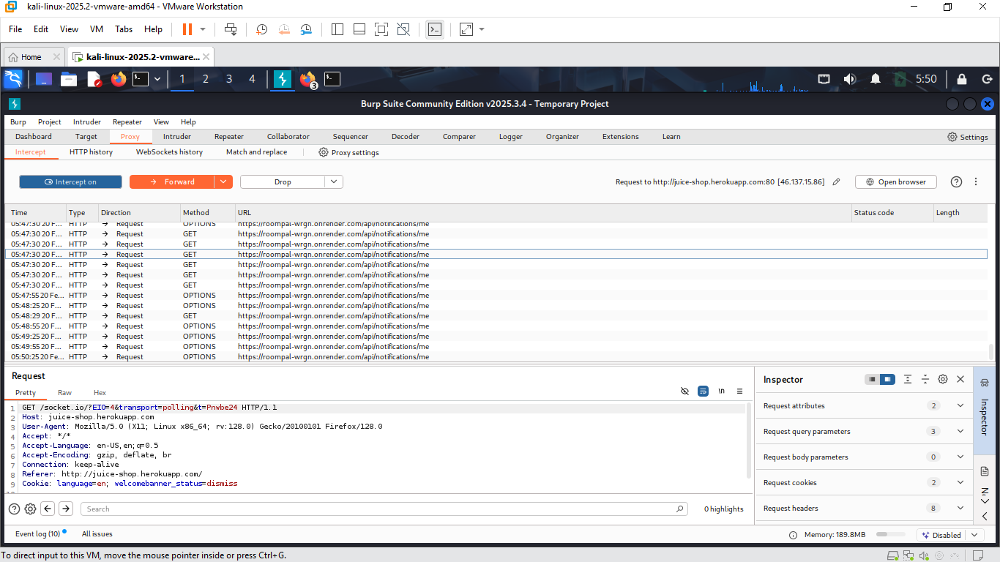 kali-linux-2025.2-vmware-amd64 - VMware Workstation
File Edit View VM Tabs Help
Home kali-linux-2025.2-vmware...
1 2 3 4 3 5:50
Burp Suite Community Edition v2025.3.4 - Temporary Project
Burp Project Intruder Repeater View Help
Dashboard Target Proxy Intruder Repeater Collaborator Sequencer Decoder Comparer Logger Organizer Extensions Learn Settings
Intercept HTTP history WebSockets history Match and replace Proxy settings
Intercept on Forward Drop Request to http://juice-shop.herokuapp.com:80 [46.137.15.86] Open browser
Time Type Direction Method URL Status code Length
05:47:30 20 F... HTTP → Request OPTIONS https://roompal-wrgn.onrender.com/api/notifications/me
05:47:30 20 F... HTTP → Request GET https://roompal-wrgn.onrender.com/api/notifications/me
05:47:30 20 F... HTTP → Request GET https://roompal-wrgn.onrender.com/api/notifications/me
05:47:30 20 F... HTTP → Request GET https://roompal-wrgn.onrender.com/api/notifications/me
05:47:30 20 F... HTTP → Request GET https://roompal-wrgn.onrender.com/api/notifications/me
05:47:30 20 F... HTTP → Request GET https://roompal-wrgn.onrender.com/api/notifications/me
05:47:30 20 F... HTTP → Request GET https://roompal-wrgn.onrender.com/api/notifications/me
05:47:55 20 Fe... HTTP → Request OPTIONS https://roompal-wrgn.onrender.com/api/notifications/me
05:48:25 20 F... HTTP → Request OPTIONS https://roompal-wrgn.onrender.com/api/notifications/me
05:48:29 20 F... HTTP → Request GET https://roompal-wrgn.onrender.com/api/notifications/me
05:48:55 20 F... HTTP → Request OPTIONS https://roompal-wrgn.onrender.com/api/notifications/me
05:49:25 20 F... HTTP → Request OPTIONS https://roompal-wrgn.onrender.com/api/notifications/me
05:49:55 20 F... HTTP → Request OPTIONS https://roompal-wrgn.onrender.com/api/notifications/me
05:50:25 20 Fe... HTTP → Request OPTIONS https://roompal-wrgn.onrender.com/api/notifications/me
Request
Pretty Raw Hex \n
1 GET /socket.io/?EIO=4&transport=polling&t=Pnwbe24 HTTP/1.1
2 Host: juice-shop.herokuapp.com
3 User-Agent: Mozilla/5.0 (X11; Linux x86_64; rv:128.0) Gecko/20100101 Firefox/128.0
4 Accept: */*
5 Accept-Language: en-US,en;q=0.5
6 Accept-Encoding: gzip, deflate, br
7 Connection: keep-alive
8 Referer: http://juice-shop.herokuapp.com/
9 Cookie: language=en; welcomebanner_status=dismiss
Search 0 highlights
Inspector
Request attributes 2
Request query parameters 3
Request body parameters 0
Request cookies 2
Request headers 8
Inspector
Event log (10) All issues Memory: 189.8MB Disabled
To direct input to this VM, move the mouse pointer inside or press Ctrl+G.